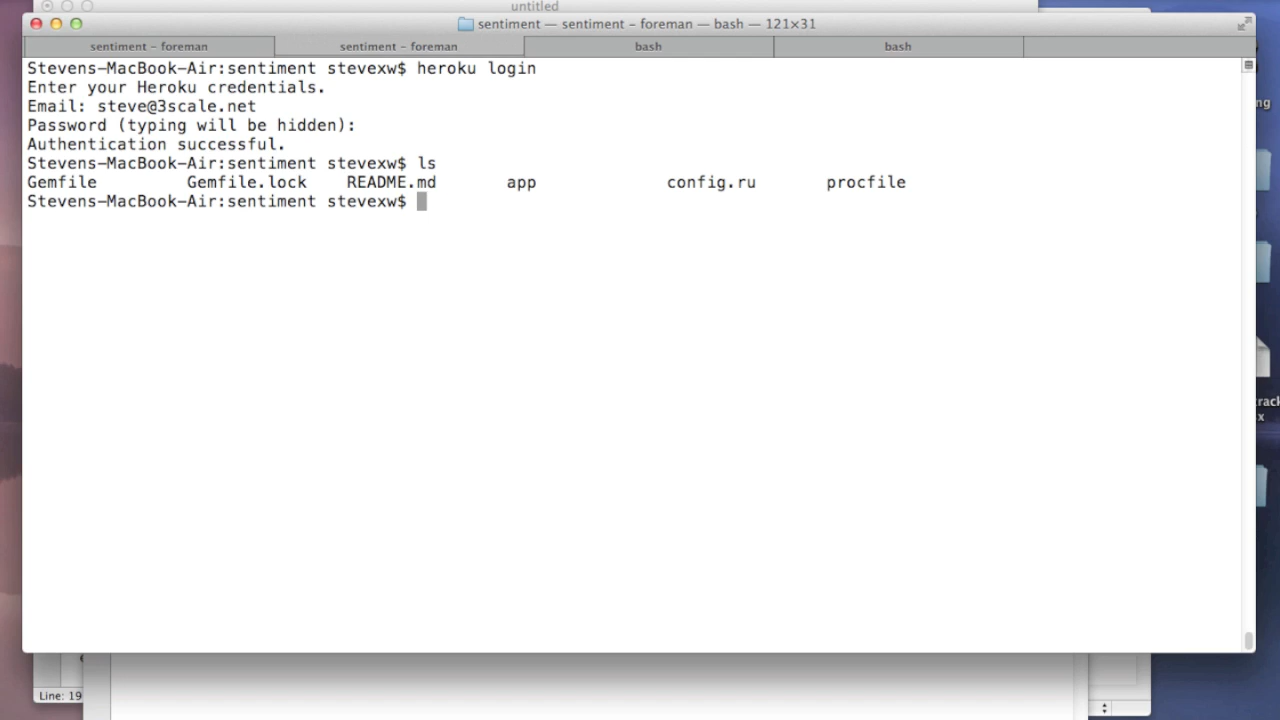 untitled
sentiment — sentiment – foreman — bash — 121×31
sentiment – foreman sentiment – foreman bash bash
Stevens-MacBook-Air:sentiment stevexw$ heroku login
Enter your Heroku credentials.
Email: steve@3scale.net
Password (typing will be hidden):
Authentication successful.
Stevens-MacBook-Air:sentiment stevexw$ ls
Gemfile Gemfile.lock README.md app config.ru procfile
Stevens-MacBook-Air:sentiment stevexw$
ng
rack
x
Line: 19